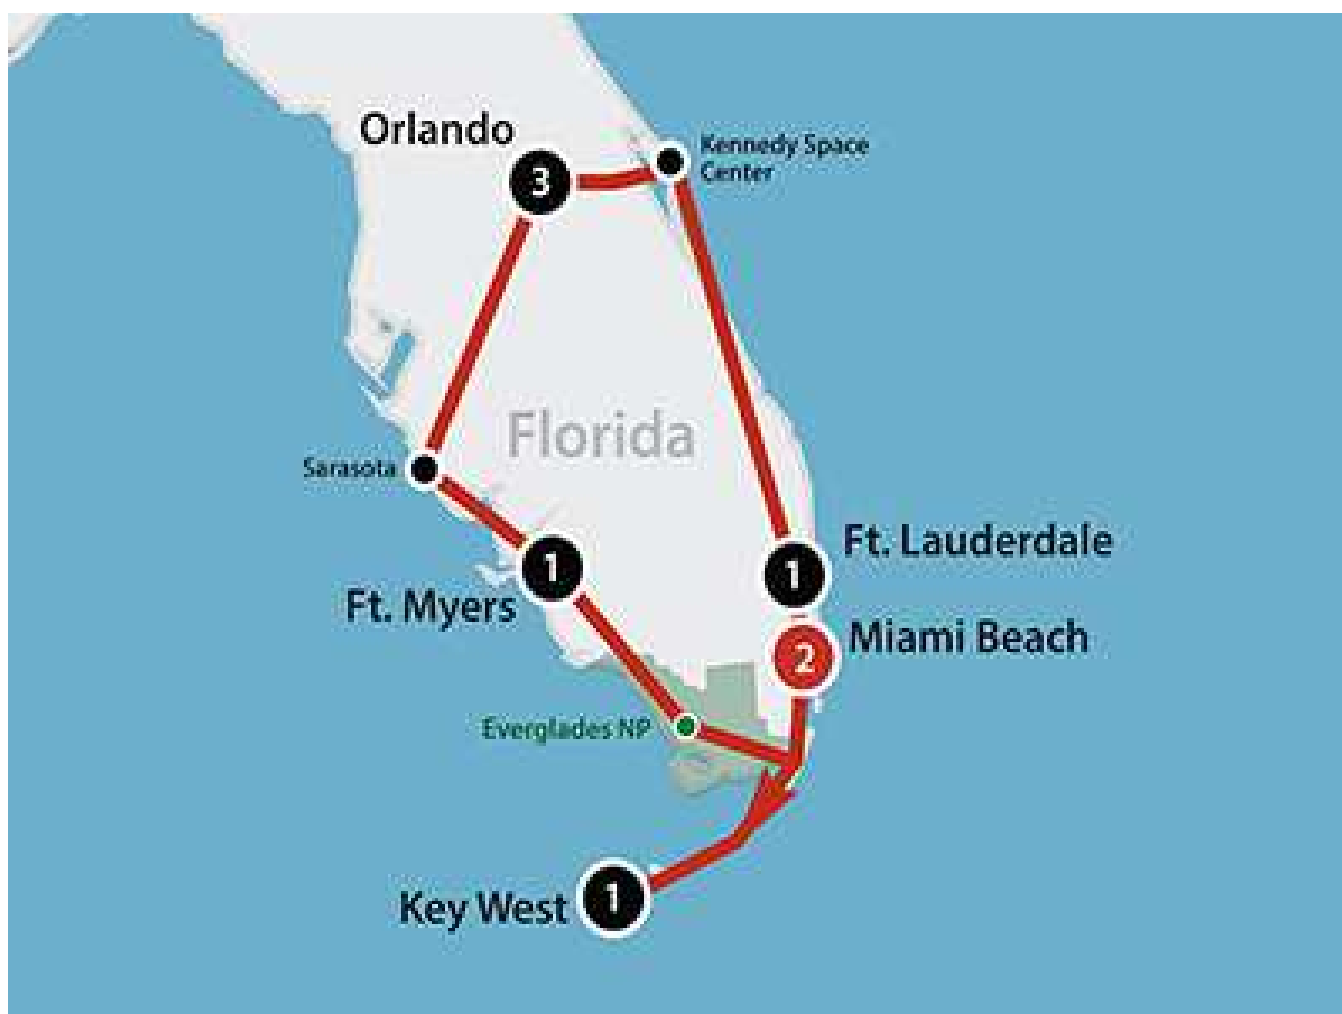 Orlando
Kennedy Space
Center
3
Florida
Sarasota
Ft. Lauderdale
1
1
Ft. Myers
Miami Beach
2
Everglades NP
Key West
1